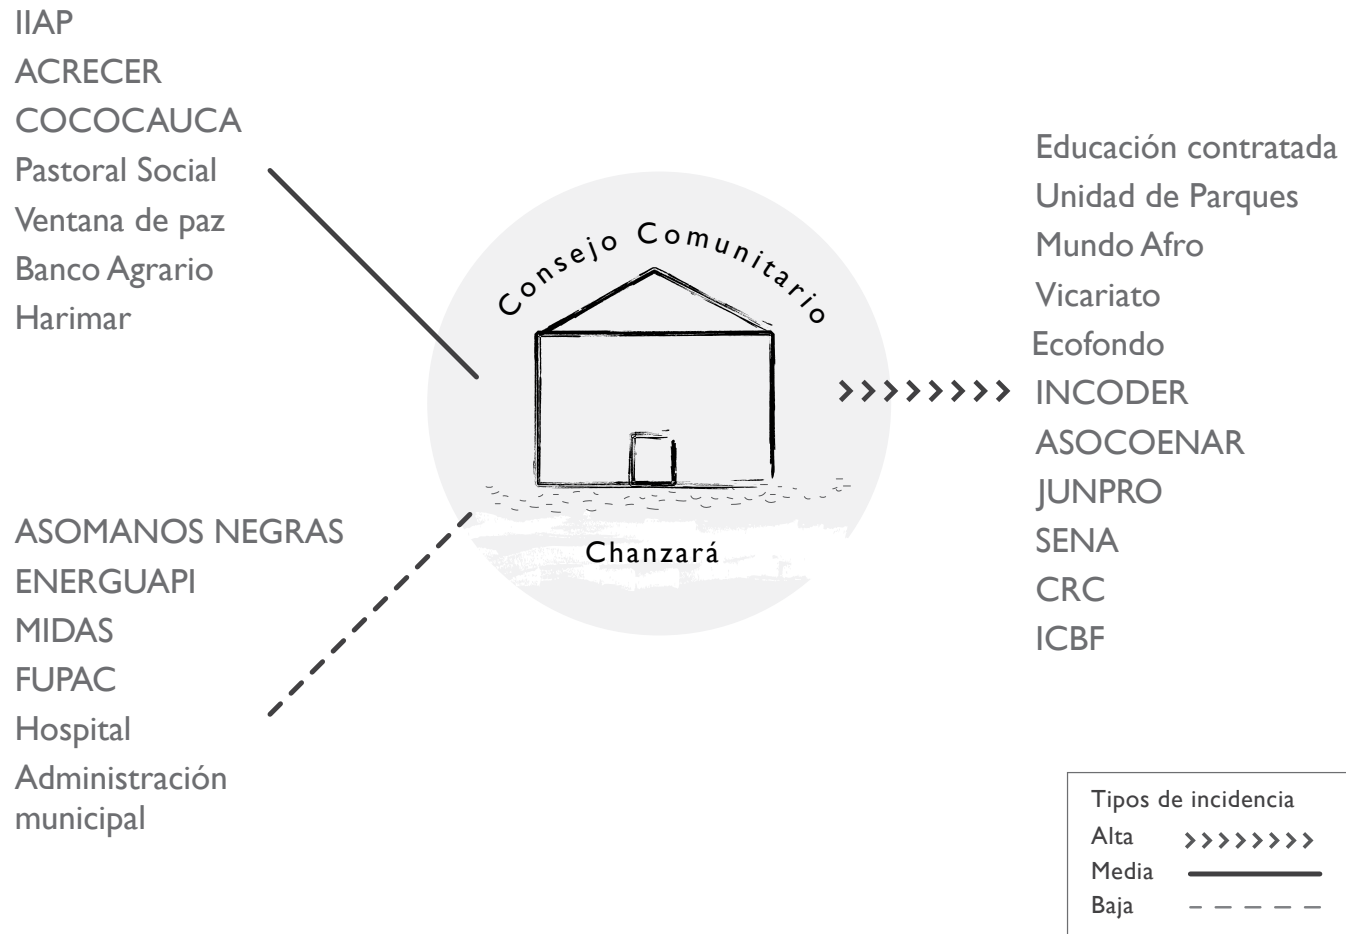 IIAP
ACRECER
COCOCAUCA
Pastoral Social
Ventana de paz
Banco Agrario
Harimar
ASOMANOS NEGRAS
ENERGUAPI
MIDAS
FUPAC
Hospital
Administración
municipal
Consejo Comunitario
Chanzará
Educación contratada
Unidad de Parques
Mundo Afro
Vicariato
Ecofondo
INCODER
ASOCOENAR
JUNPRO
SENA
CRC
ICBF
Tipos de incidencia
Alta
Media
Baja